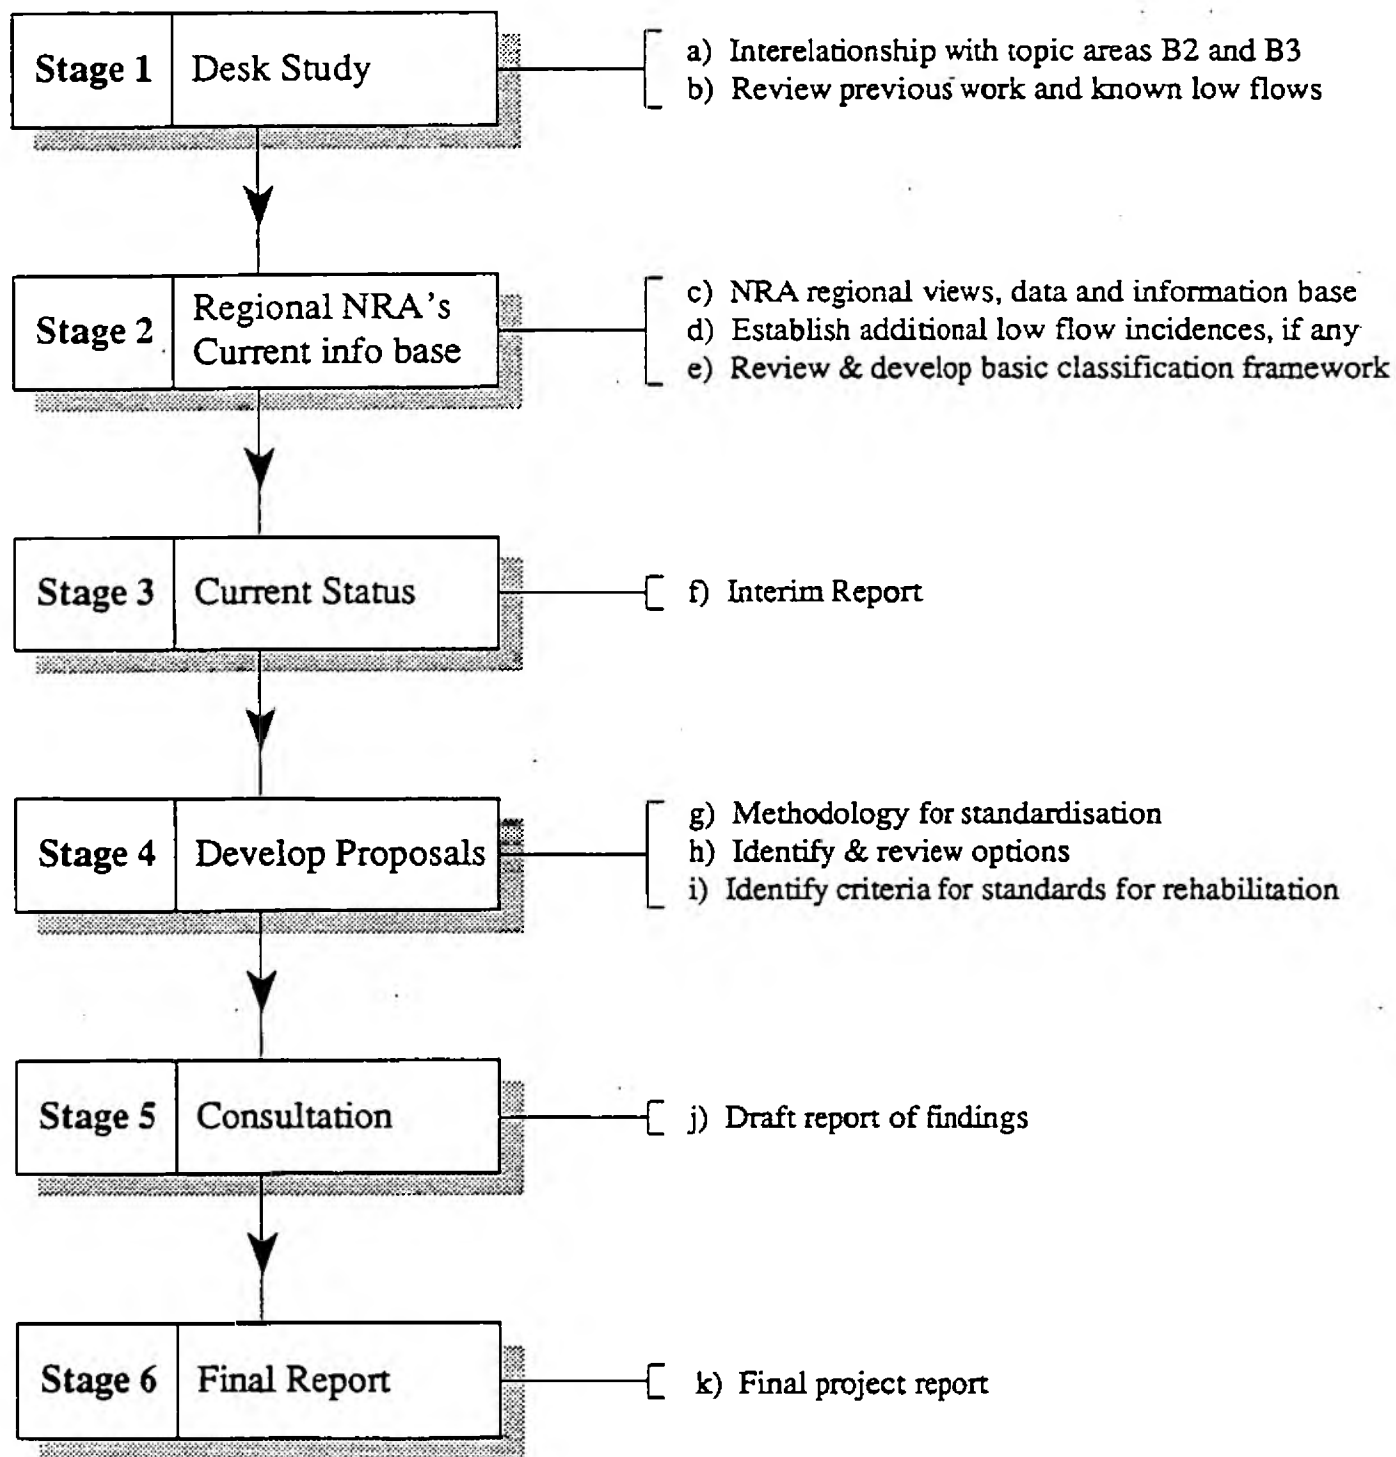 Stage 1 Desk Study
a) Interelationship with topic areas B2 and B3
b) Review previous work and known low flows
Stage 2 Regional NRA's
Current info base
c) NRA regional views, data and information base
d) Establish additional low flow incidences, if any
e) Review & develop basic classification framework
Stage 3 Current Status
f) Interim Report
Stage 4 Develop Proposals
g) Methodology for standardisation
h) Identify & review options
i) Identify criteria for standards for rehabilitation
Stage 5 Consultation
j) Draft report of findings
Stage 6 Final Report
k) Final project report